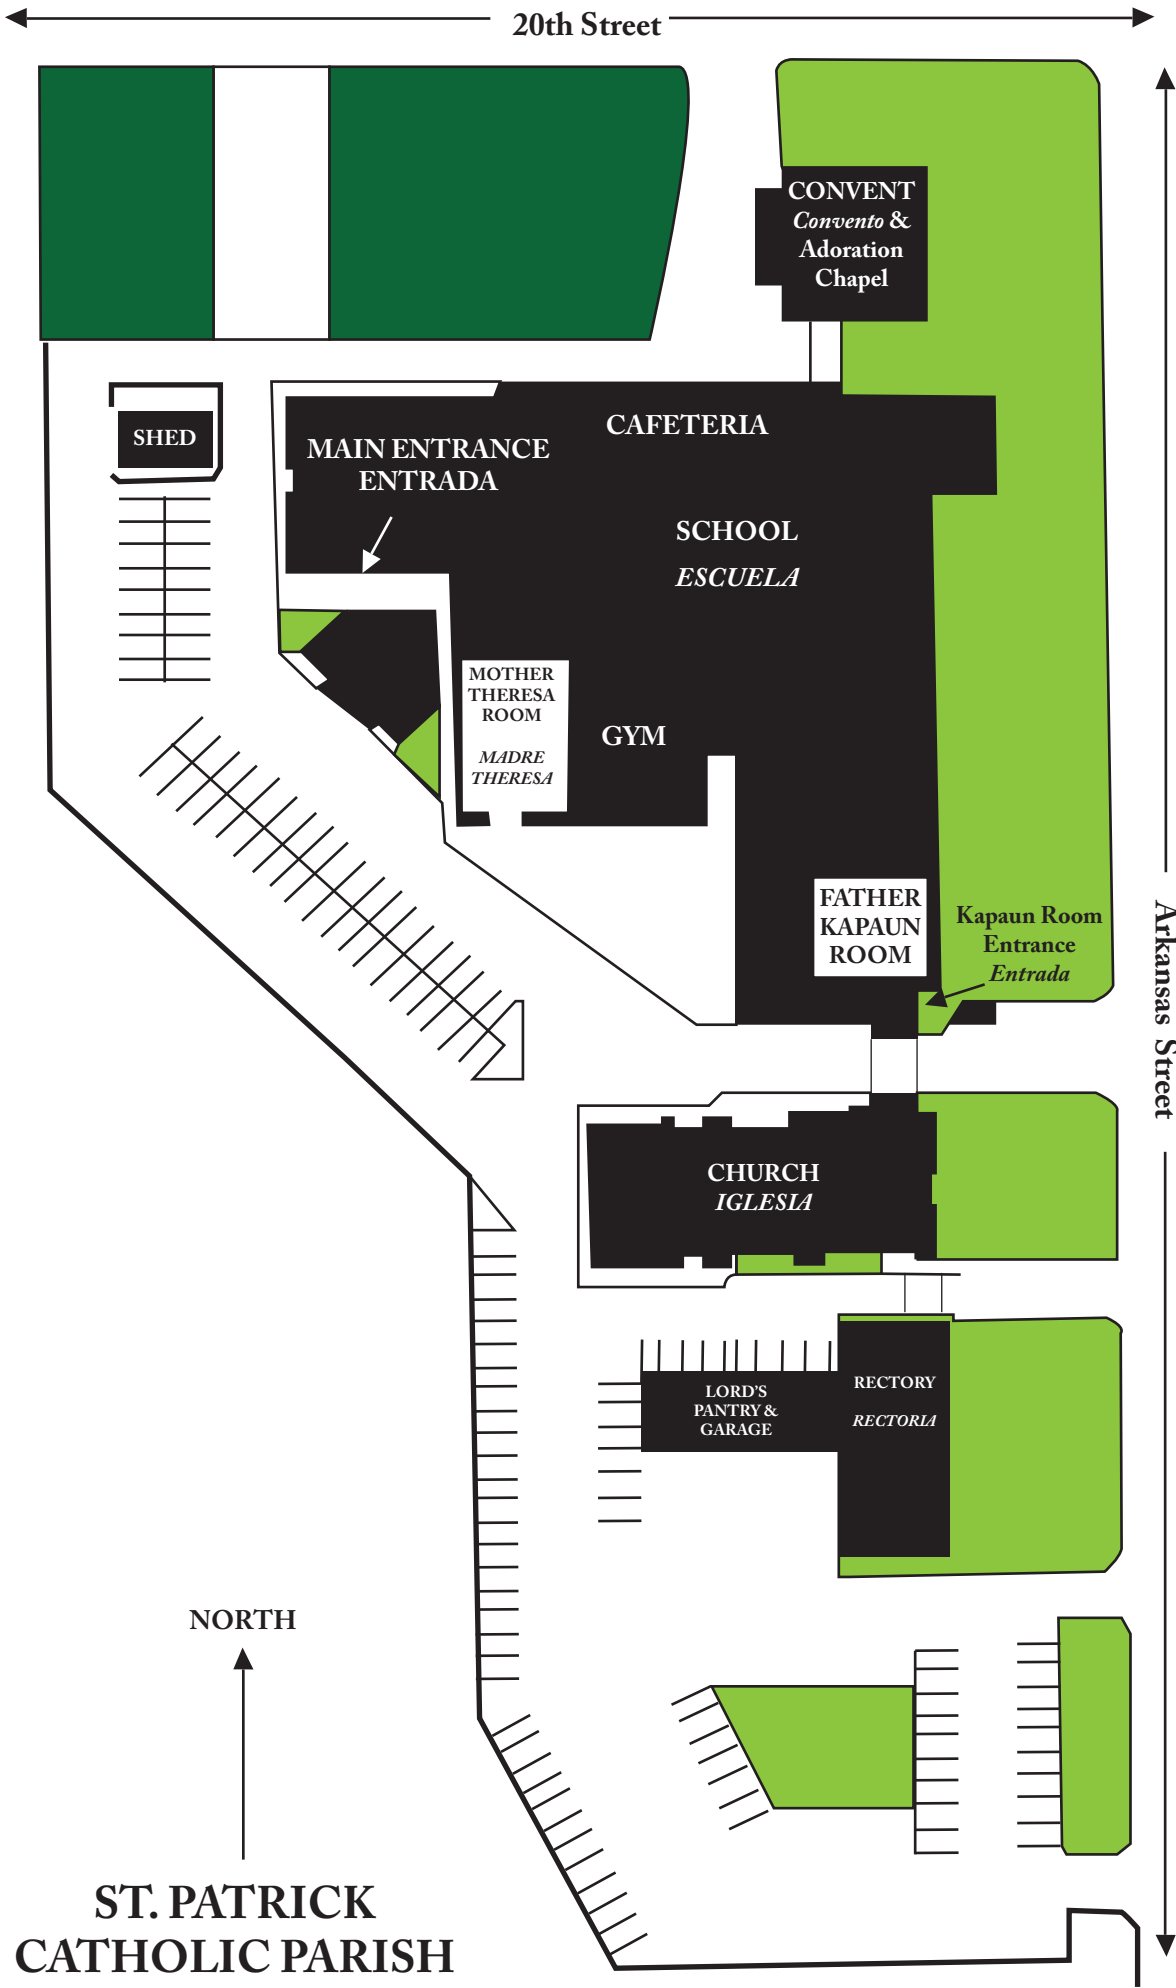 20th Street
CONVENT
Convento &
Adoration
Chapel
SHED
MAIN ENTRANCE
ENTRADA
CAFETERIA
SCHOOL
ESCUELA
MOTHER
THERESA
ROOM
MADRE
THERESA
GYM
FATHER
KAPAUN
ROOM
Kapaun Room
Entrance
Entrada
Arkansas Street
CHURCH
IGLESIA
LORD'S
PANTRY &
GARAGE
RECTORY
RECTORIA
NORTH
ST. PATRICK
CATHOLIC PARISH